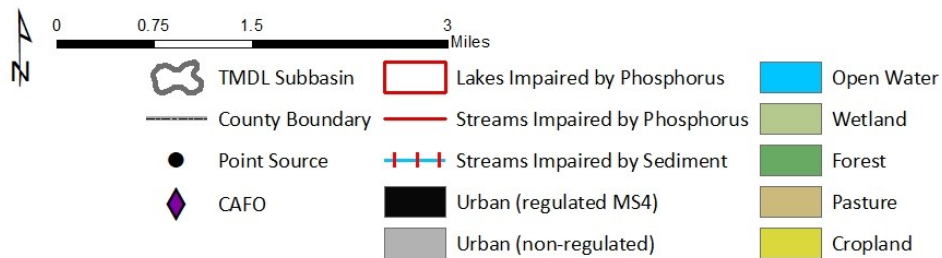 0 0.75 1.5 3
Miles
N
TMDL Subbasin
County Boundary
Point Source
CAFO
Lakes Impaired by Phosphorus
Streams Impaired by Phosphorus
Streams Impaired by Sediment
Urban (regulated MS4)
Urban (non-regulated)
Open Water
Wetland
Forest
Pasture
Cropland